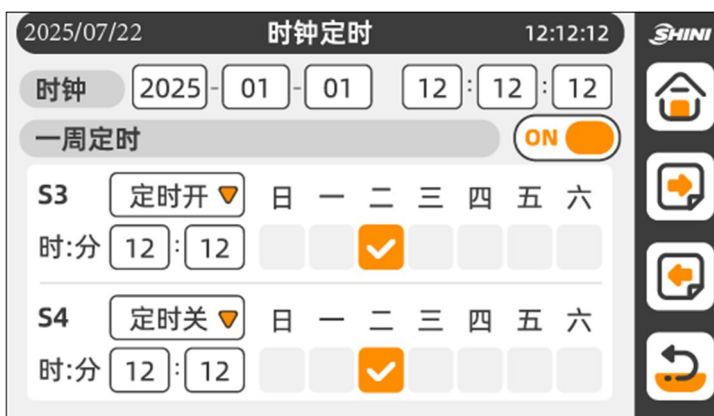 2025/07/22 时钟定时 12:12:12 SHINI
时钟 2025 - 01 - 01 12 : 12 : 12
一周定时 ON
S3 定时开 日 一 二 三 四 五 六
时:分 12 : 12
S4 定时关 日 一 二 三 四 五 六
时:分 12 : 12